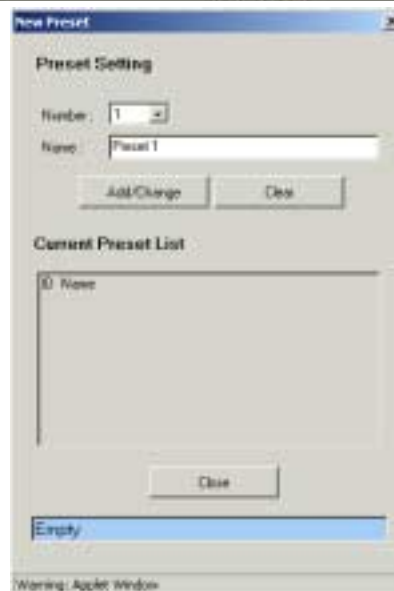 New Preset
Preset Setting
Number: 1
Name: Preset 1
Add/Change Clear
Current Preset List
ID Name
Close
Empty
Warning: Applet Window